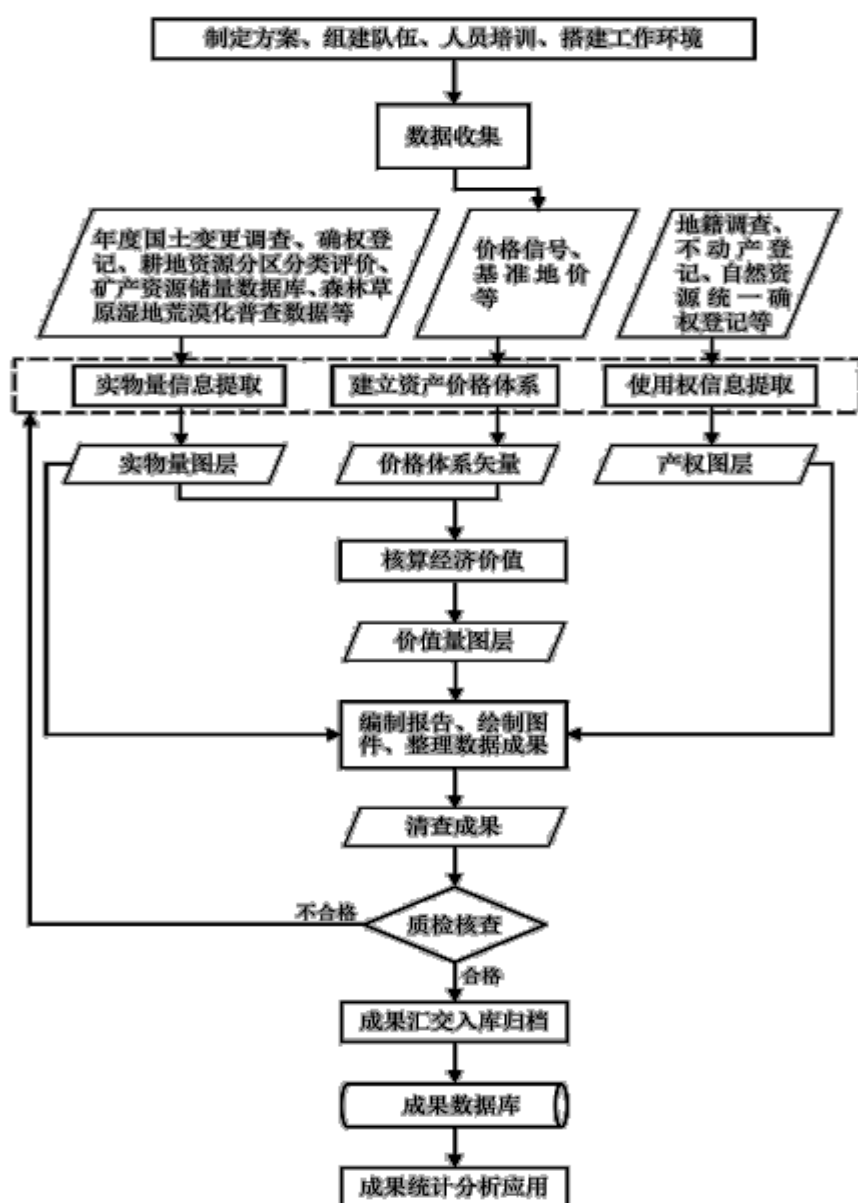 制定方案、组建队伍、人员培训、搭建工作环境
数据收集
年度国土变更调查、确权登
记、耕地资源分区分类评价、
矿产资源储量数据库、森林草
原湿地荒漠化普查数据等
价格信号、
基准地价
等
地籍调查、
不动产登
记、自然资
源统一确
权登记等
实物量信息提取
建立资产价格体系
使用权信息提取
实物量图层
价格体系矢量
产权图层
核算经济价值
价值量图层
编制报告、绘制图
件、整理数据成果
清查成果
质检核查
不合格
合格
成果汇交入库归档
成果数据库
成果统计分析应用